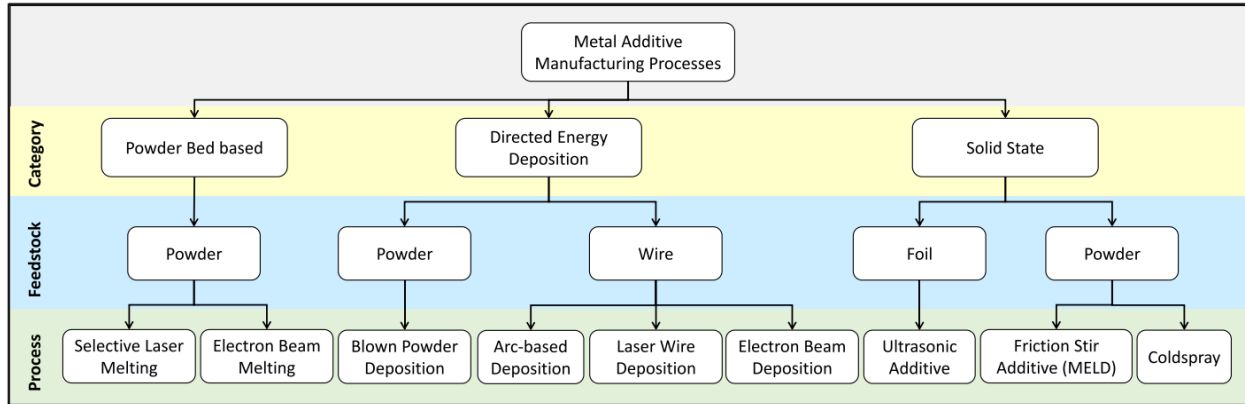 Metal Additive
Manufacturing Processes
Category
Powder Bed based
Directed Energy
Deposition
Solid State
Feedstock
Powder
Powder
Wire
Foil
Powder
Process
Selective Laser
Melting
Electron Beam
Melting
Blown Powder
Deposition
Arc-based
Deposition
Laser Wire
Deposition
Electron Beam
Deposition
Ultrasonic
Additive
Friction Stir
Additive (MELD)
Coldspray